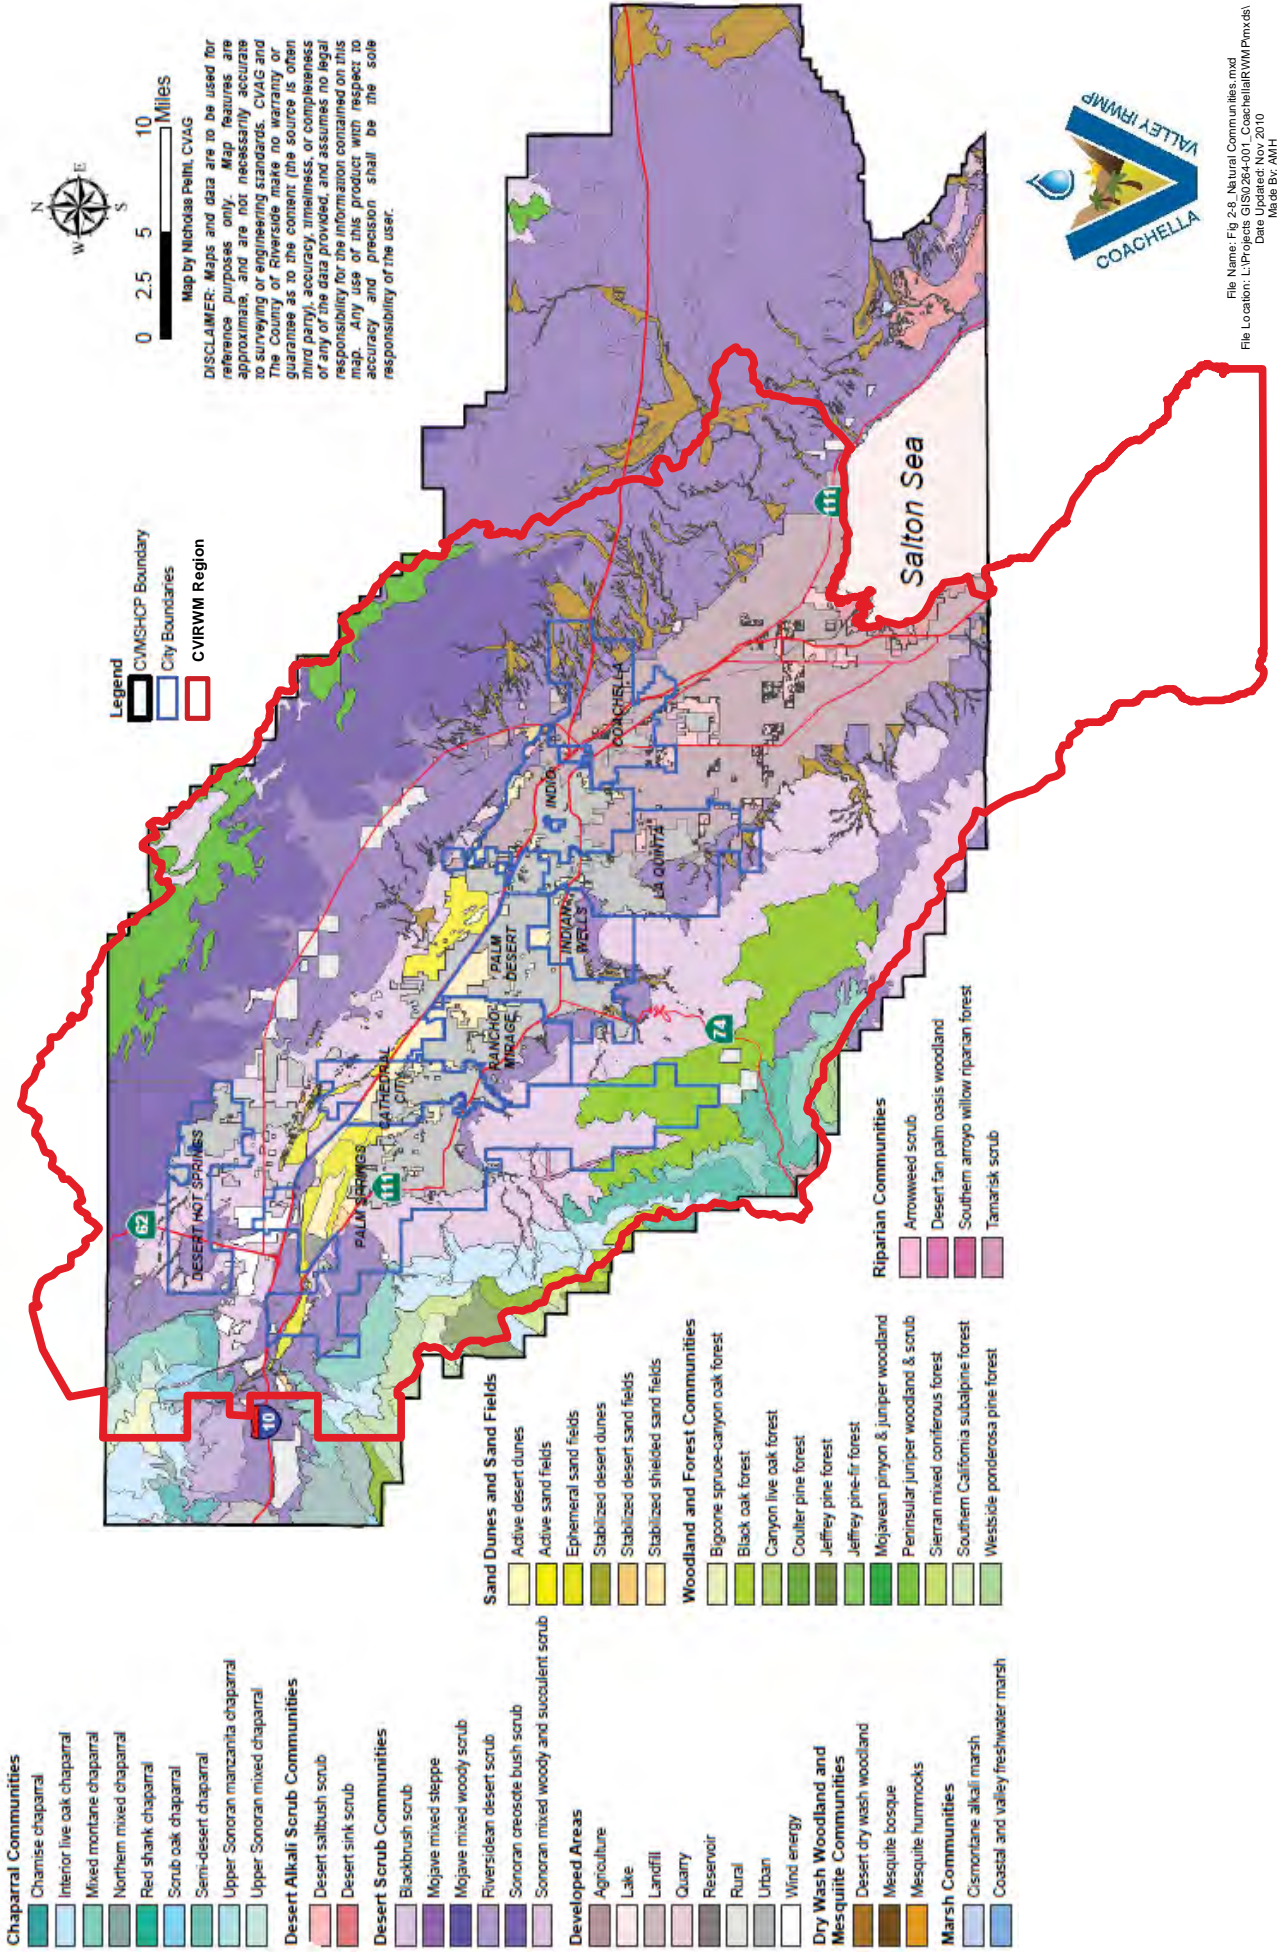 Chaparral Communities
Chamise chaparral
Interior live oak chaparral
Mixed montane chaparral
Northern mixed chaparral
Red shank chaparral
Scrub oak chaparral
Semi-desert chaparral
Upper Sonoran manzanita chaparral
Upper Sonoran mixed chaparral
Desert Alkali Scrub Communities
Desert saltbush scrub
Desert sink scrub
Desert Scrub Communities
Blackbrush scrub
Mojave mixed steppe
Mojave mixed woody scrub
Riversidean desert scrub
Sonoran creosote bush scrub
Sonoran mixed woody and succulent scrub
Developed Areas
Agriculture
Lake
Landfill
Quarry
Reservoir
Rural
Urban
Wind energy
Dry Wash Woodland and
Mesquite Communities
Desert dry wash woodland
Mesquite bosque
Mesquite hummocks
Marsh Communities
Cismontane alkali marsh
Coastal and valley freshwater marsh
Sand Dunes and Sand Fields
Active desert dunes
Active sand fields
Ephemeral sand fields
Stabilized desert dunes
Stabilized desert sand fields
Stabilized shielded sand fields
Woodland and Forest Communities
Bigcone spruce-canyon oak forest
Black oak forest
Canyon live oak forest
Coulter pine forest
Jeffrey pine forest
Jeffrey pine-fir forest
Mojavean pinyon & juniper woodland
Peninsular juniper woodland & scrub
Sierran mixed coniferous forest
Southern California subalpine forest
Westside ponderosa pine forest
Riparian Communities
Arrowweed scrub
Desert fan palm oasis woodland
Southern arroyo willow riparian forest
Tamarisk scrub
Legend
CVMSHCP Boundary
City Boundaries
CVIRWM Region
N
W
E
S
0 2.5 5 10
Miles
Map by Nicholas Peihl, CVAG
DISCLAIMER: Maps and data are to be used for
reference purposes only. Map features are
approximate, and are not necessarily accurate
to surveying or engineering standards. CVAG and
The County of Riverside make no warranty or
guarantee as to the content (the source is often
third party), accuracy, timeliness, or completeness
of any of the data provided, and assumes no legal
responsibility for the information contained on this
map. Any use of this product with respect to
accuracy and precision shall be the sole
responsibility of the user.
62
DESERT HOT SPRINGS
10
PALM SPRINGS
111
CATHEDRAL
CITY
RANCHO
MIRAGE
PALM
DESERT
INDIAN
WELLS
INDIO
LA QUINTA
COACHELLA
74
111
Salton Sea
COACHELLA
VALLEY IRWMP
File Name: Fig 2-8_Natural Communities.mxd
File Location: L:\Projects GIS\0264-001_CoachellaIRWMP\mxds\
Date Updated: Nov 2010
Made By: AMH